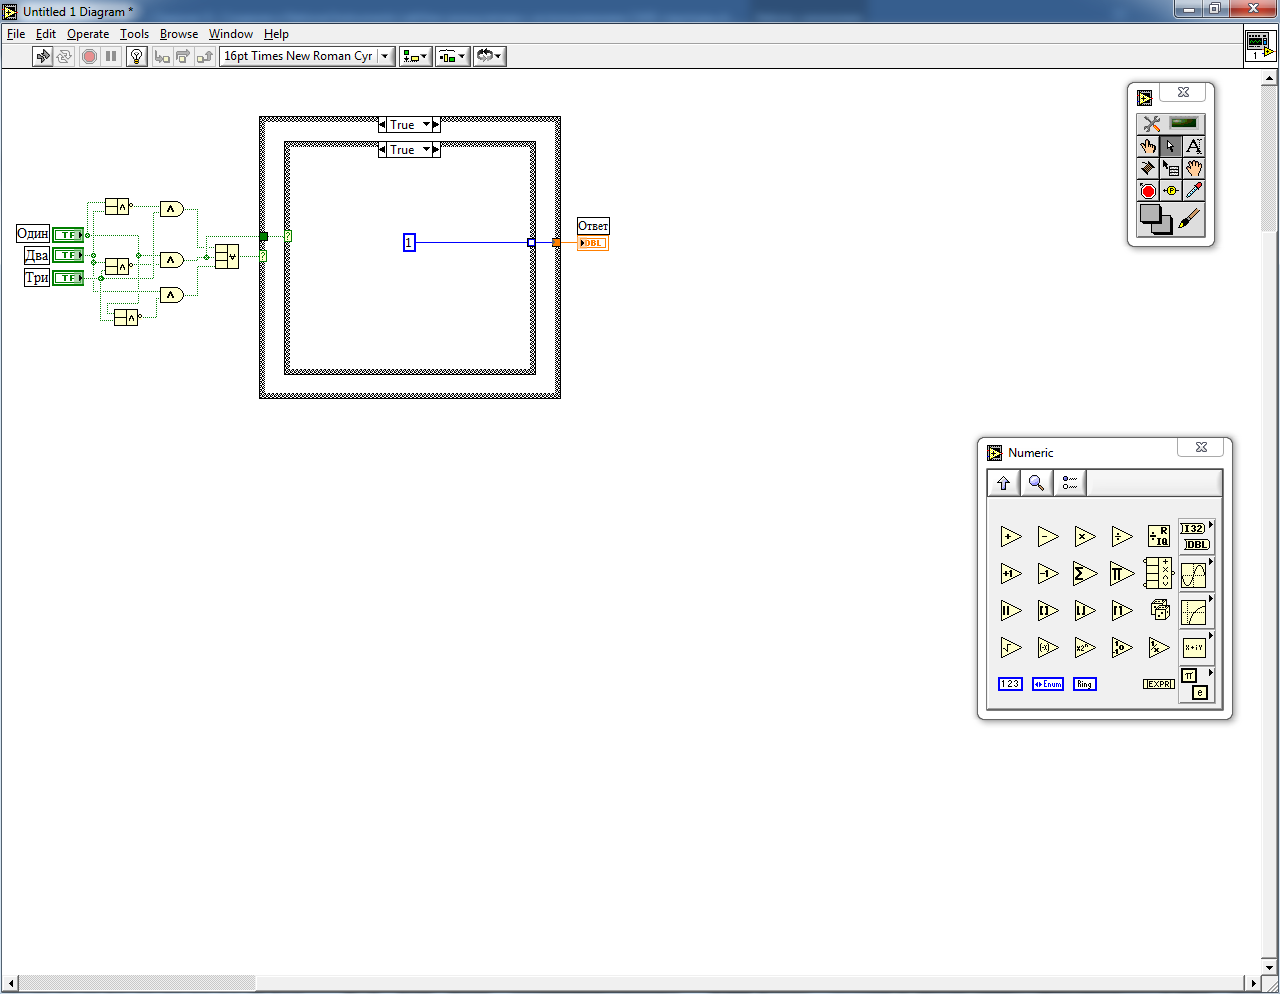 Untitled 1 Diagram *
File Edit Operate Tools Browse Window Help
16pt Times New Roman Cyr
1
True
True
Один TF
Два TF
Три TF
1
Ответ
DBL
Numeric
I32
DBL
123
Enum
Ring
EXPR